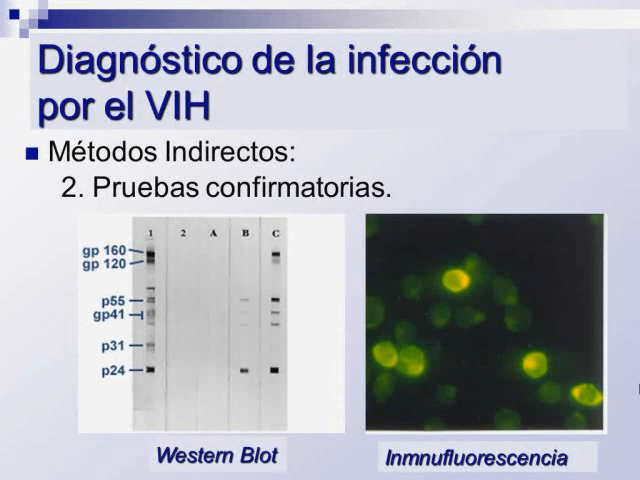 Diagnóstico de la infección
por el VIH
Métodos Indirectos:
2. Pruebas confirmatorias.
1 2 A B C
gp 160
gp 120
p55
gp41
p31
p24
Western Blot
Inmnufluorescencia